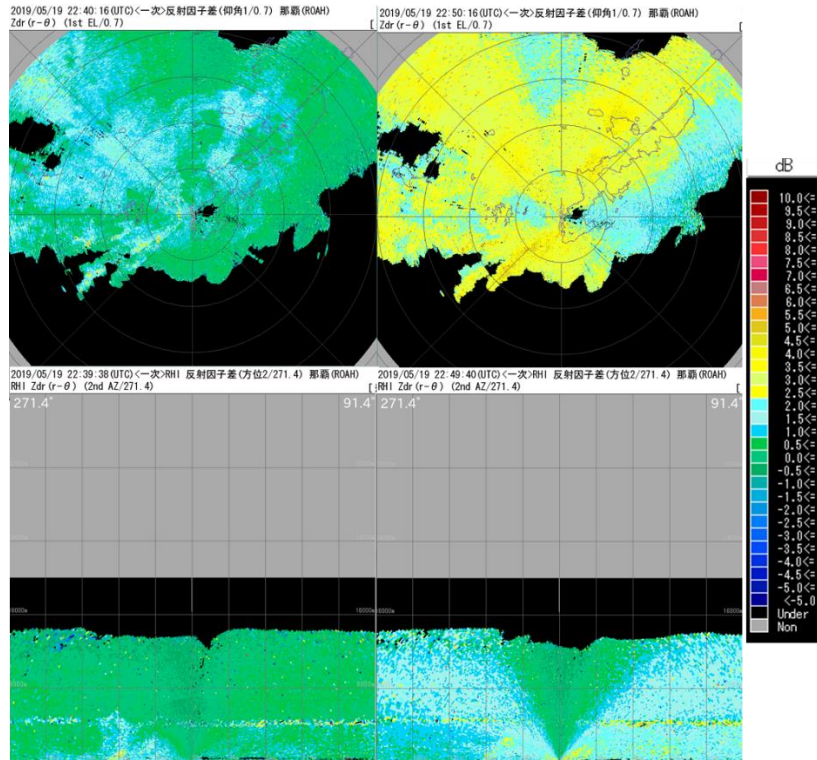 2019/05/19 22:40:16(UTC)<一次>反射因子差(仰角1/0.7) 那覇(ROAH)
Zdr(r-θ) (1st EL/0.7) [
2019/05/19 22:50:16(UTC)<一次>反射因子差(仰角1/0.7) 那覇(ROAH)
Zdr(r-θ) (1st EL/0.7) [
2019/05/19 22:39:38(UTC)<一次>RHI 反射因子差(方位2/271.4) 那覇(ROAH)
RHI Zdr(r-θ) (2nd AZ/271.4) [
271.4° 91.4°
2019/05/19 22:49:40(UTC)<一次>RHI 反射因子差(方位2/271.4) 那覇(ROAH)
RHI Zdr(r-θ) (2nd AZ/271.4) [
271.4° 91.4°
16000m
dB
10.0<=
9.5<=
9.0<=
8.5<=
8.0<=
7.5<=
7.0<=
6.5<=
6.0<=
5.5<=
5.0<=
4.5<=
4.0<=
3.5<=
3.0<=
2.5<=
2.0<=
1.5<=
1.0<=
0.5<=
0.0<=
-0.5<=
-1.0<=
-1.5<=
-2.0<=
-2.5<=
-3.0<=
-3.5<=
-4.0<=
-4.5<=
-5.0<=
<-5.0
Under
Non